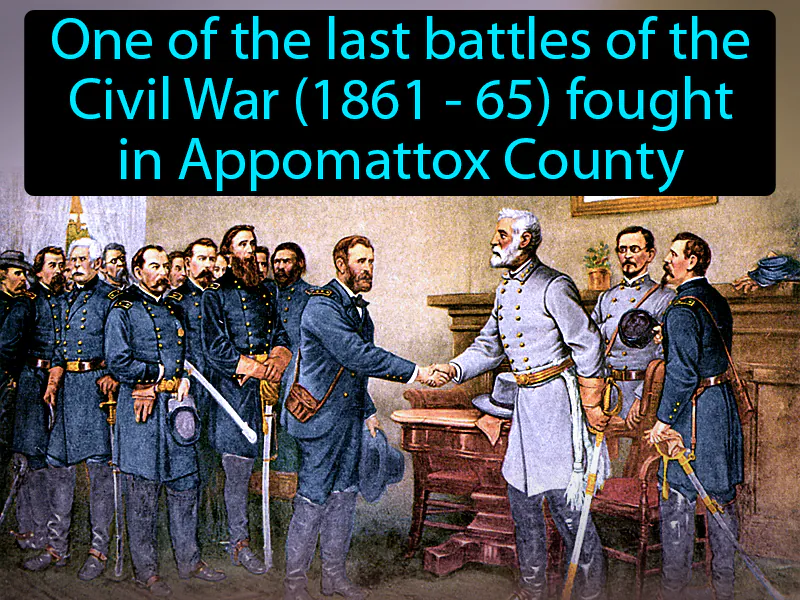 One of the last battles of the
Civil War (1861 - 65) fought
in Appomattox County